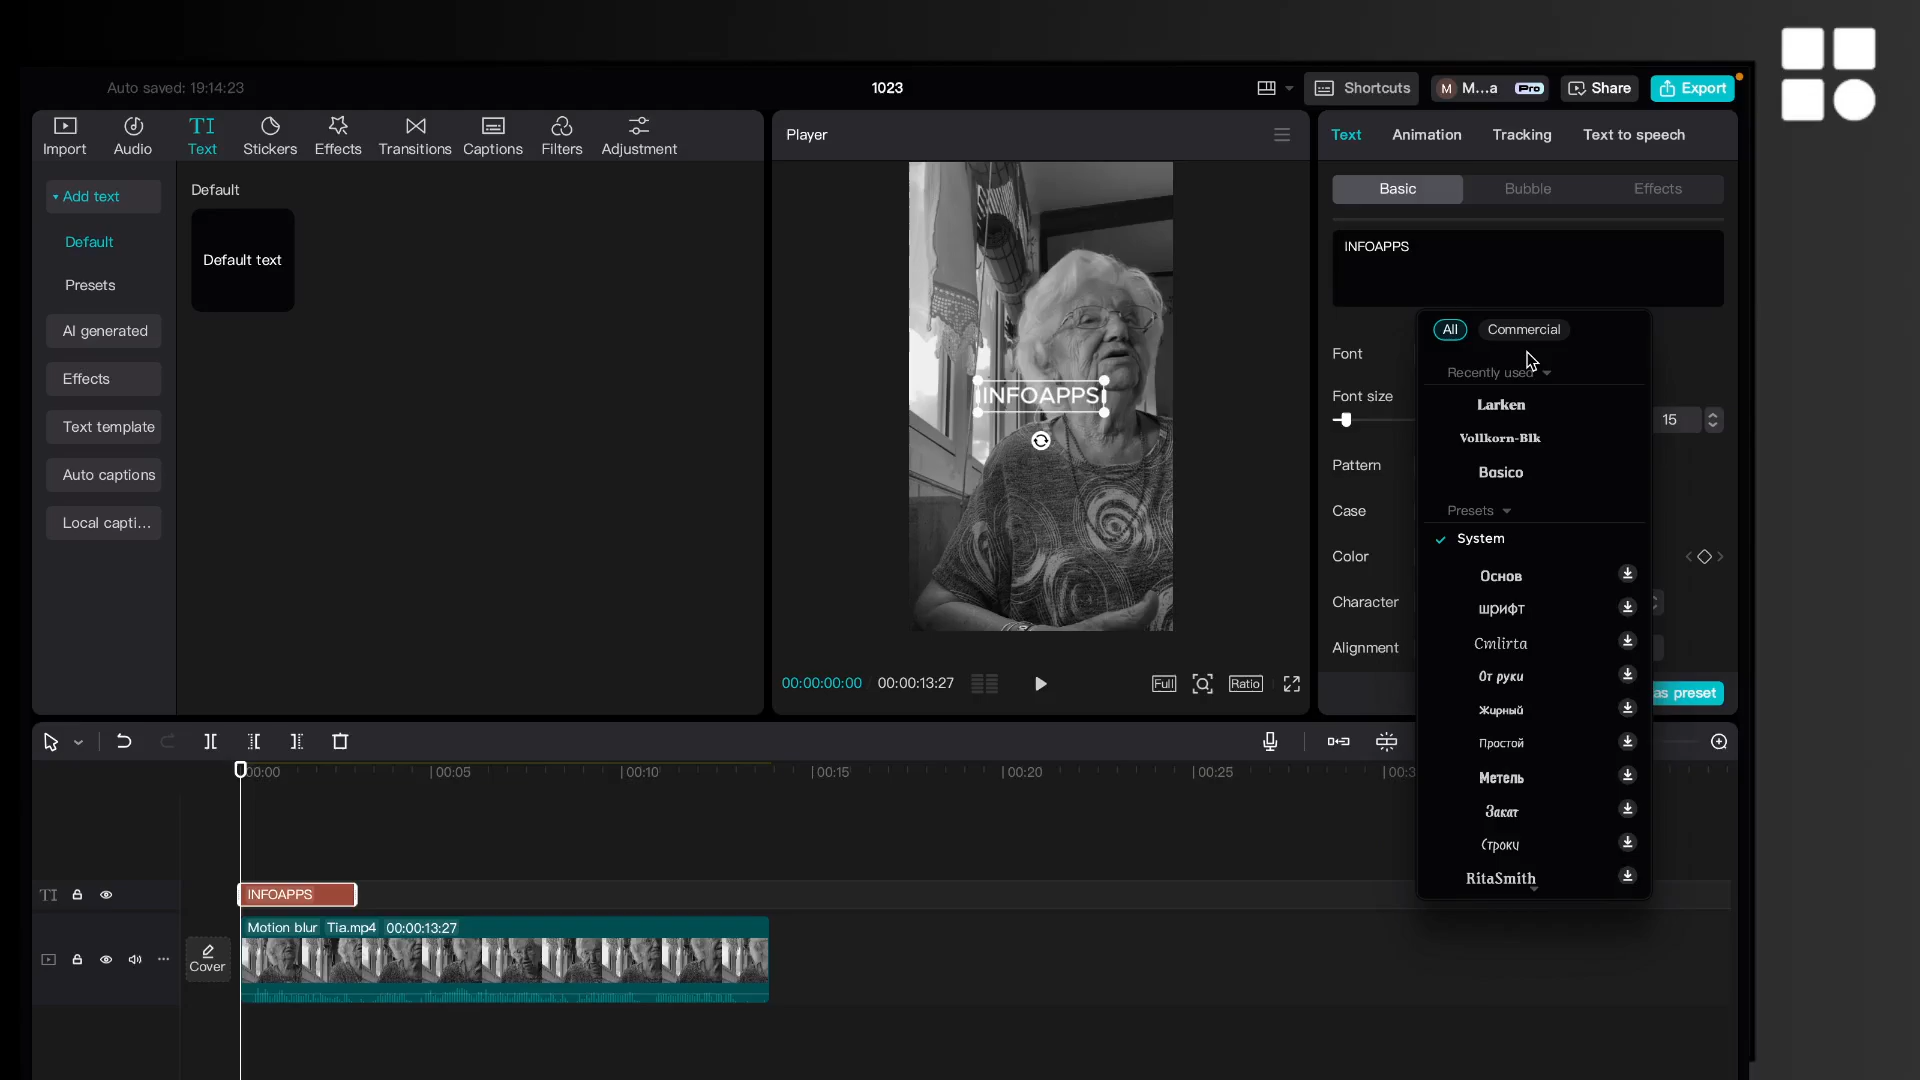 Auto saved: 19:14:23
1023
Shortcuts
M M...a Pro
Share
Export
Import
Audio
TI
Text
Stickers
Effects
Transitions
Captions
Filters
Adjustment
Add text
Default
Presets
AI generated
Effects
Text template
Auto captions
Local capti...
Default
Default text
Player
INFOAPPS
00:00:00:00
00:00:13:27
Full
Ratio
Text
Animation
Tracking
Text to speech
Basic
Bubble
Effects
INFOAPPS
Font
Font size
15
Pattern
Case
Color
Character
Alignment
as preset
All
Commercial
Recently used
Larken
Vollkorn-Blk
Basico
Presets
System
Основ
шрифт
Cmlirta
От руки
Жирный
Простой
Метель
Закат
Строки
RitaSmith
00:00
00:05
00:10
00:15
00:20
00:25
00:3
TI
INFOAPPS
Motion blur Tia.mp4 00:00:13:27
Cover